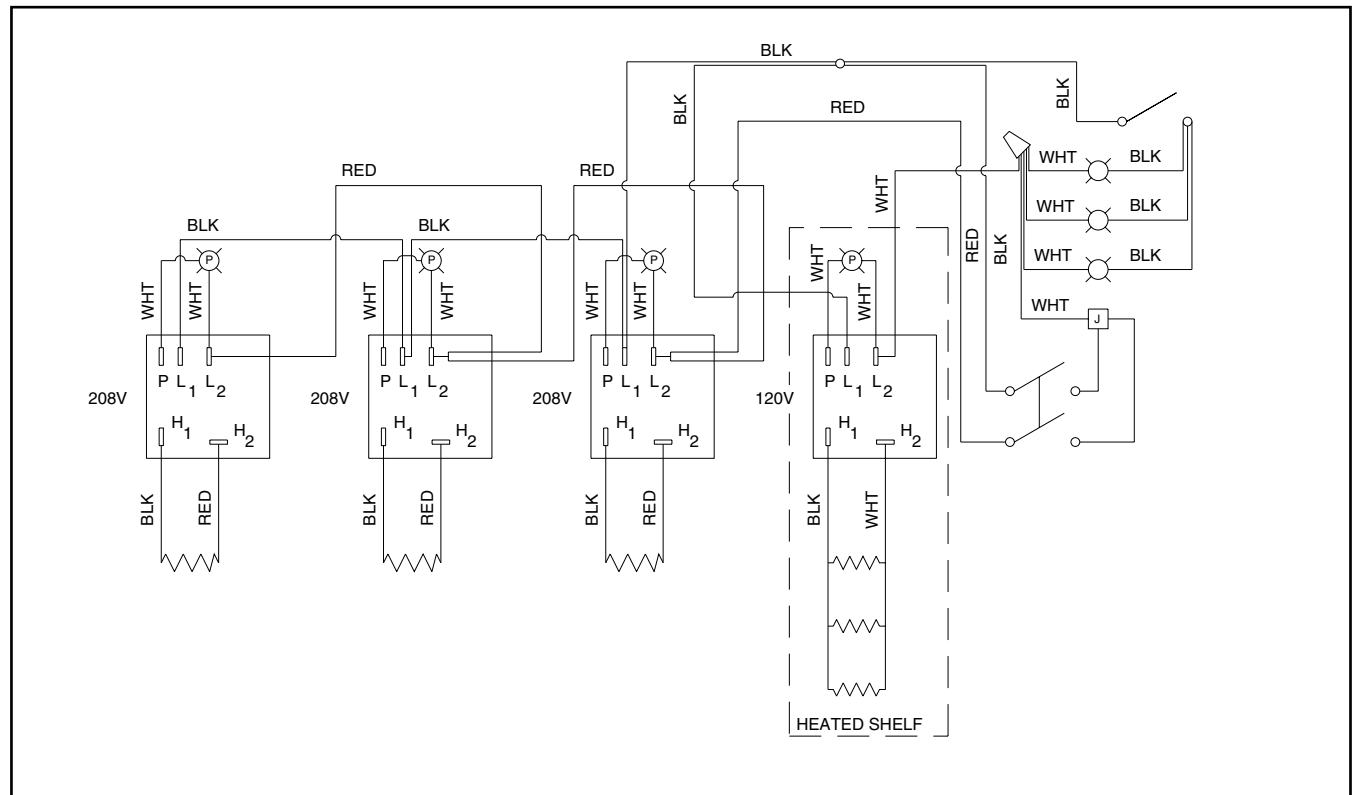 BLK
BLK
BLK
RED
WHT
BLK
RED
RED
WHT
WHT
BLK
BLK
BLK
WHT
BLK
RED
BLK
P
P
P
P
WHT
WHT
WHT
WHT
WHT
WHT
WHT
WHT
WHT
J
P L1 L2
P L1 L2
P L1 L2
P L1 L2
208V
208V
208V
120V
H1 H2
H1 H2
H1 H2
H1 H2
BLK
RED
BLK
RED
BLK
RED
BLK
WHT
HEATED SHELF